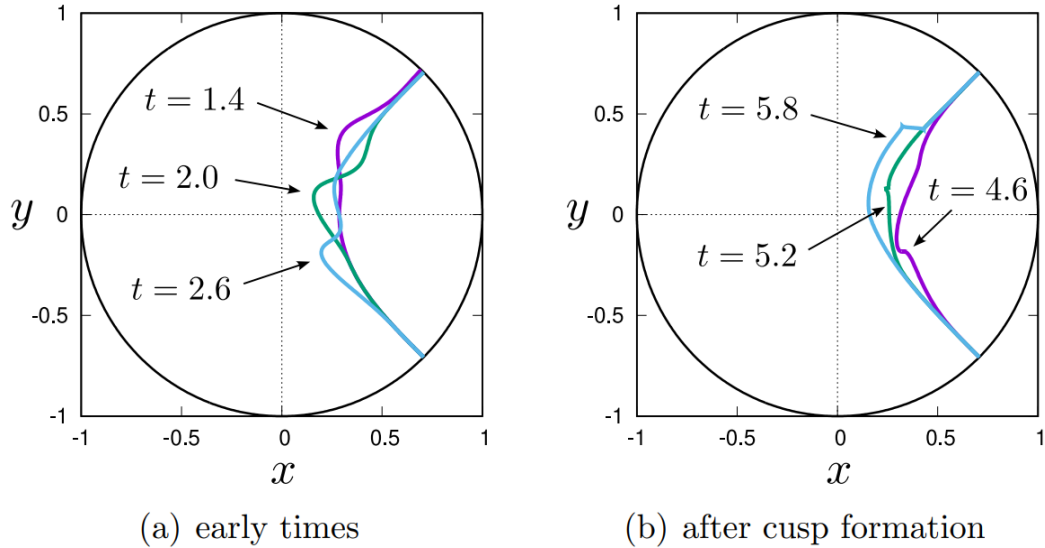 1
0.5
0
-0.5
-1
y
t = 1.4
t = 2.0
t = 2.6
-1
-0.5
0
0.5
1
x
(a) early times
1
0.5
0
-0.5
-1
y
t = 5.8
t = 4.6
t = 5.2
-1
-0.5
0
0.5
1
x
(b) after cusp formation